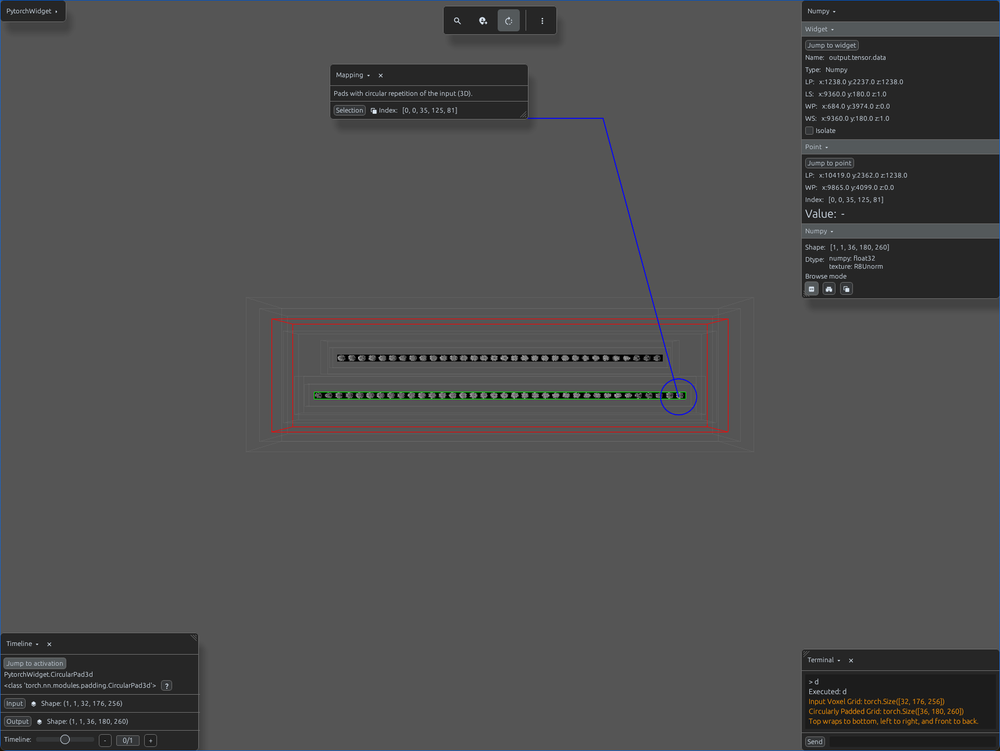 PytorchWidget
Mapping
Pads with circular repetition of the input (3D).
Selection Index: [0, 0, 35, 125, 81]
Numpy
Widget
Jump to widget
Name: output.tensor.data
Type: Numpy
LP: x:1238.0 y:2237.0 z:1238.0
LS: x:9360.0 y:180.0 z:1.0
WP: x:684.0 y:3974.0 z:0.0
WS: x:9360.0 y:180.0 z:1.0
Isolate
Point
Jump to point
LP: x:10419.0 y:2362.0 z:1238.0
WP: x:9865.0 y:4099.0 z:0.0
Index: [0, 0, 35, 125, 81]
Value: -
Numpy
Shape: [1, 1, 36, 180, 260]
Dtype: numpy: float32
texture: R8Unorm
Browse mode
Timeline
Jump to activation
PytorchWidget.CircularPad3d
<class 'torch.nn.modules.padding.CircularPad3d'> ?
Input Shape: (1, 1, 32, 176, 256)
Output Shape: (1, 1, 36, 180, 260)
Timeline: - 0/1 +
Terminal
> d
Executed: d
Input Voxel Grid: torch.Size([32, 176, 256])
Circularly Padded Grid: torch.Size([36, 180, 260])
Top wraps to bottom, left to right, and front to back.
Send